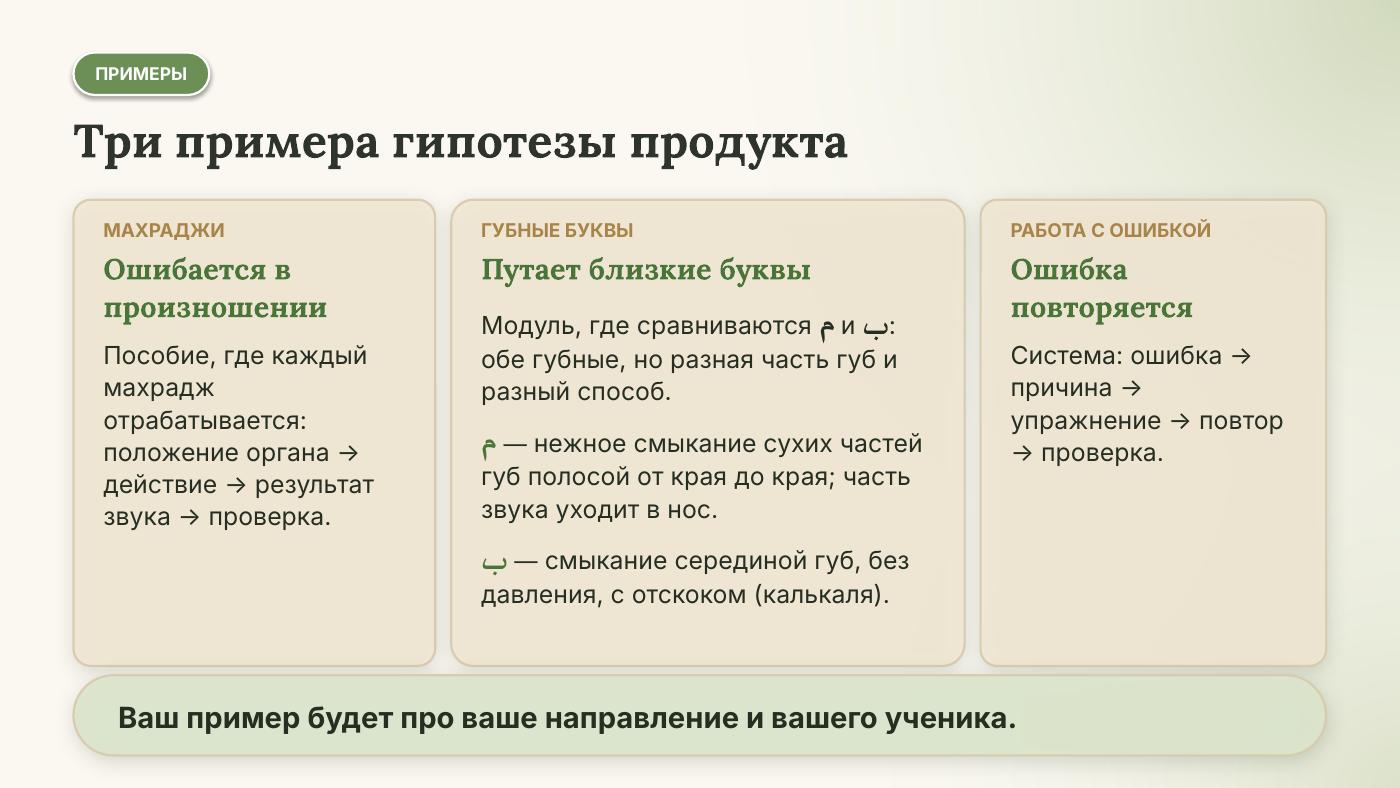 ПРИМЕРЫ
Три примера гипотезы продукта
МАХРАДЖИ
Ошибается в
произношении
Пособие, где каждый
махрадж
отрабатывается:
положение органа →
действие → результат
звука → проверка.
ГУБНЫЕ БУКВЫ
Путает близкие буквы
Модуль, где сравниваются م и ب:
обе губные, но разная часть губ и
разный способ.
م — нежное смыкание сухих частей
губ полосой от края до края; часть
звука уходит в нос.
ب — смыкание серединой губ, без
давления, с отскоком (калькаля).
РАБОТА С ОШИБКОЙ
Ошибка
повторяется
Система: ошибка →
причина →
упражнение → повтор
→ проверка.
Ваш пример будет про ваше направление и вашего ученика.